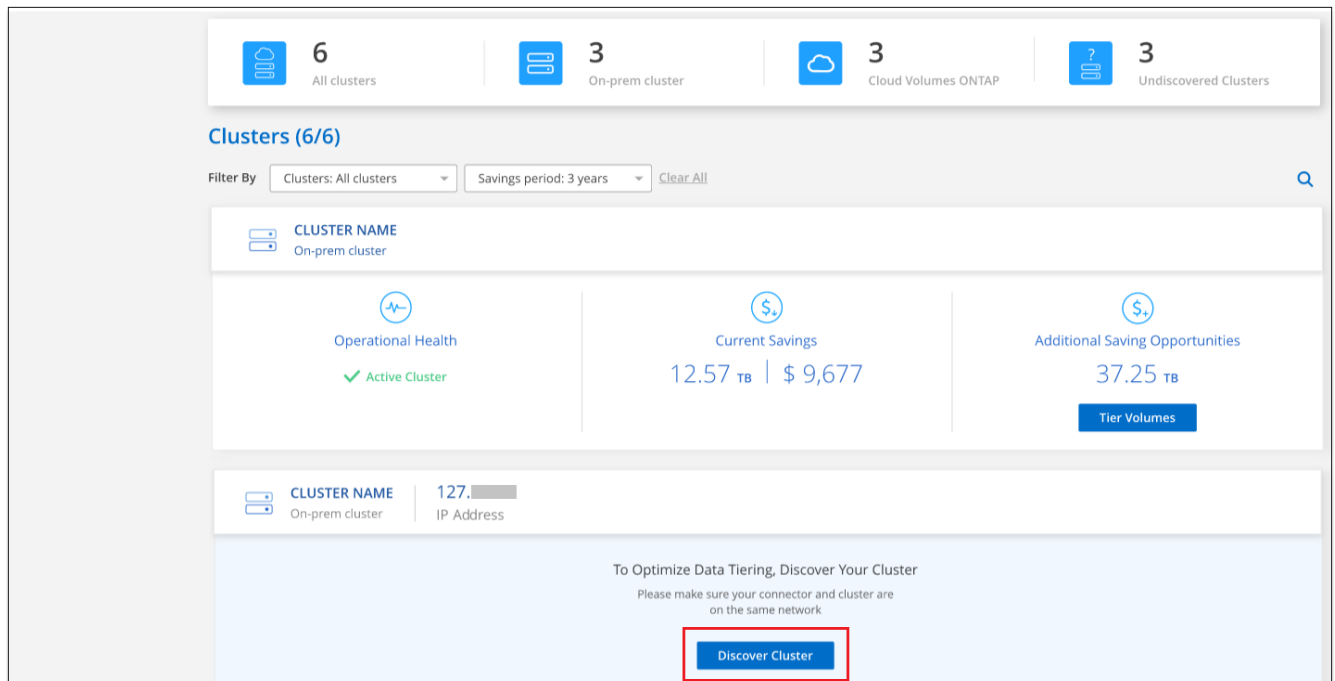 6
All clusters
3
On-prem cluster
3
Cloud Volumes ONTAP
?
3
Undiscovered Clusters
Clusters (6/6)
Filter By Clusters: All clusters Savings period: 3 years Clear All
CLUSTER NAME
On-prem cluster
Operational Health
Active Cluster
Current Savings
12.57 TB | $ 9,677
Additional Saving Opportunities
37.25 TB
Tier Volumes
CLUSTER NAME
On-prem cluster
127.
IP Address
To Optimize Data Tiering, Discover Your Cluster
Please make sure your connector and cluster are
on the same network
Discover Cluster